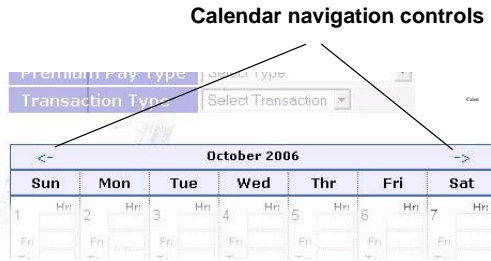 Calendar navigation controls
Premium Pay Type Select Type
Transaction Type Select Transaction
<- October 2006 ->
Sun Mon Tue Wed Thr Fri Sat
1 Hrs 2 Hrs 3 Hrs 4 Hrs 5 Hrs 6 Hrs 7 Hrs